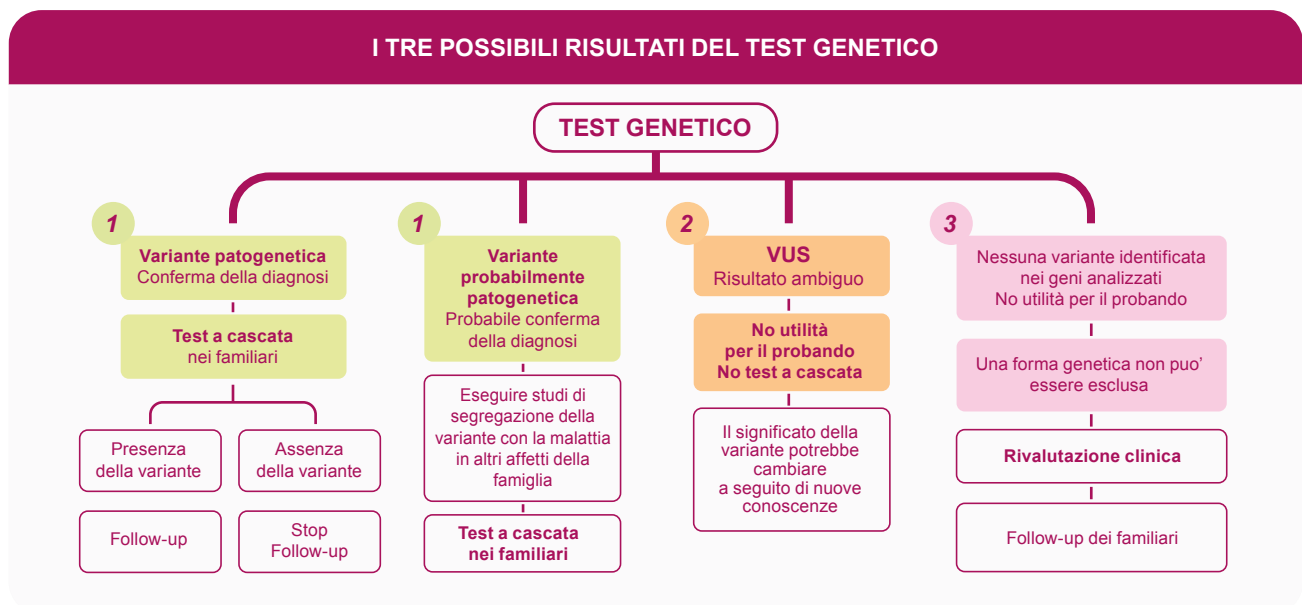 I TRE POSSIBILI RISULTATI DEL TEST GENETICO
TEST GENETICO
1
Variante patogenetica
Conferma della diagnosi
Test a cascata
nei familiari
Presenza
della variante
Assenza
della variante
Follow-up
Stop
Follow-up
1
Variante
probabilmente
patogenetica
Probabile conferma
della diagnosi
Eseguire studi di
segregazione della
variante con la malattia
in altri affetti della
famiglia
Test a cascata
nei familiari
2
VUS
Risultato ambiguo
No utilità
per il probando
No test a cascata
Il significato della
variante potrebbe
cambiare
a seguito di nuove
conoscenze
3
Nessuna variante identificata
nei geni analizzati
No utilità per il probando
Una forma genetica non puo'
essere esclusa
Rivalutazione clinica
Follow-up dei familiari